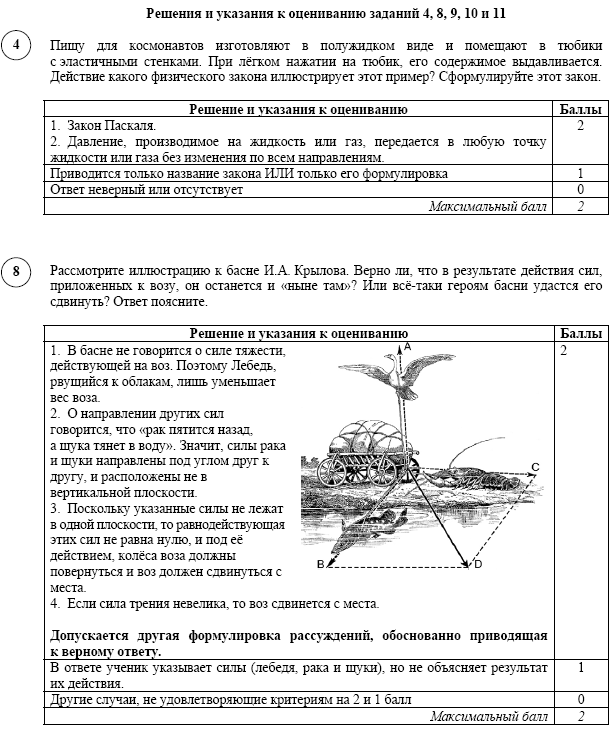 Решения и указания к оцениванию заданий 4, 8, 9, 10 и 11
4
Пищу для космонавтов изготовляют в полужидком виде и помещают в тюбики
с эластичными стенками. При лёгком нажатии на тюбик, его содержимое выдавливается.
Действие какого физического закона иллюстрирует этот пример? Сформулируйте этот закон.
Решение и указания к оцениванию Баллы
1. Закон Паскаля. 2
2. Давление, производимое на жидкость или газ, передается в любую точку
жидкости или газа без изменения по всем направлениям.
Приводится только название закона ИЛИ только его формулировка 1
Ответ неверный или отсутствует 0
Максимальный балл 2
8
Рассмотрите иллюстрацию к басне И.А. Крылова. Верно ли, что в результате действия сил,
приложенных к возу, он останется и «ныне там»? Или всё-таки героям басни удастся его
сдвинуть? Ответ поясните.
Решение и указания к оцениванию Баллы
1. В басне не говорится о силе тяжести, 2
действующей на воз. Поэтому Лебедь,
рвущийся к облакам, лишь уменьшает
вес воза.
2. О направлении других сил
говорится, что «рак пятится назад,
а щука тянет в воду». Значит, силы рака
и щуки направлены под углом друг к
другу, и расположены не в
вертикальной плоскости.
3. Поскольку указанные силы не лежат
в одной плоскости, то равнодействующая
этих сил не равна нулю, и под её
действием, колёса воза должны
повернуться и воз должен сдвинуться с
места.
4. Если сила трения невелика, то воз сдвинется с места.
A
C
B
D
Допускается другая формулировка рассуждений, обоснованно приводящая
к верному ответу.
В ответе ученик указывает силы (лебедя, рака и щуки), но не объясняет результат 1
их действия.
Другие случаи, не удовлетворяющие критериям на 2 и 1 балл 0
Максимальный балл 2